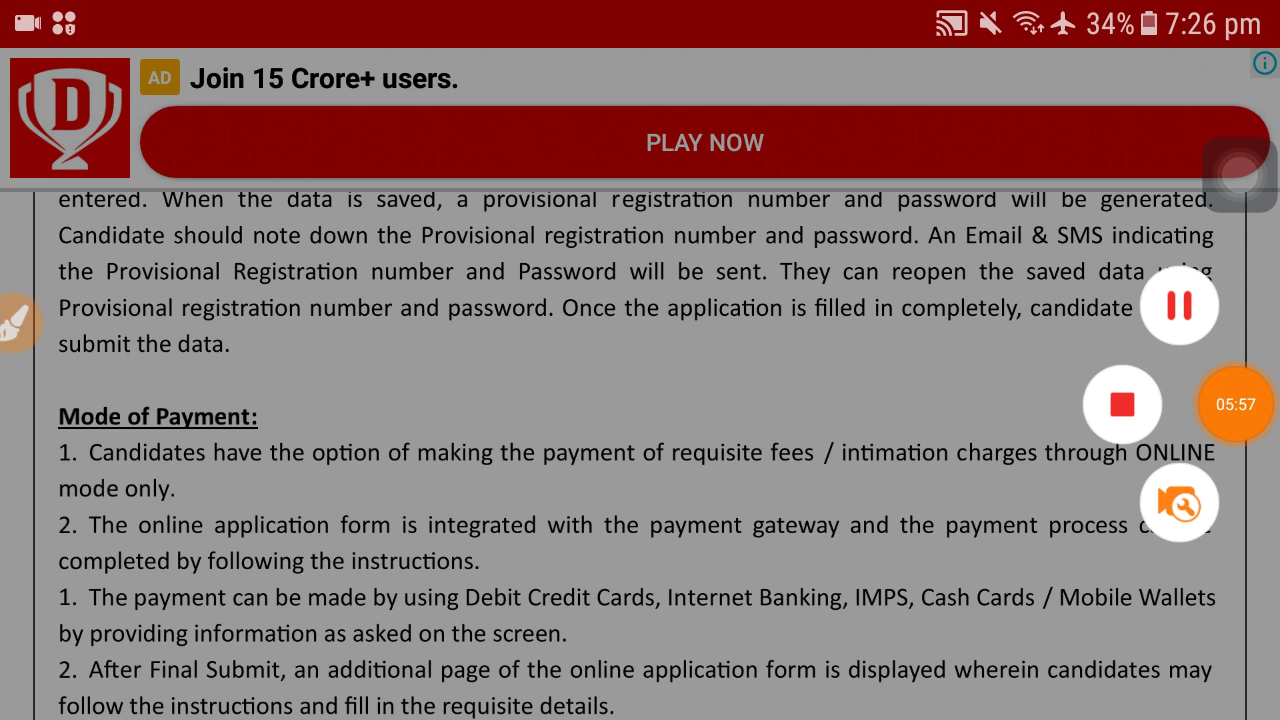 34% 7:26 pm
D
AD Join 15 Crore+ users.
PLAY NOW
entered. When the data is saved, a provisional registration number and password will be generated.
Candidate should note down the Provisional registration number and password. An Email & SMS indicating
the Provisional Registration number and Password will be sent. They can reopen the saved data
Provisional registration number and password. Once the application is filled in completely, candidate
submit the data.
Mode of Payment:
1. Candidates have the option of making the payment of requisite fees / intimation charges through ONLINE
mode only.
2. The online application form is integrated with the payment gateway and the payment process
completed by following the instructions.
1. The payment can be made by using Debit Credit Cards, Internet Banking, IMPS, Cash Cards / Mobile Wallets
by providing information as asked on the screen.
2. After Final Submit, an additional page of the online application form is displayed wherein candidates may
follow the instructions and fill in the requisite details.
05:57